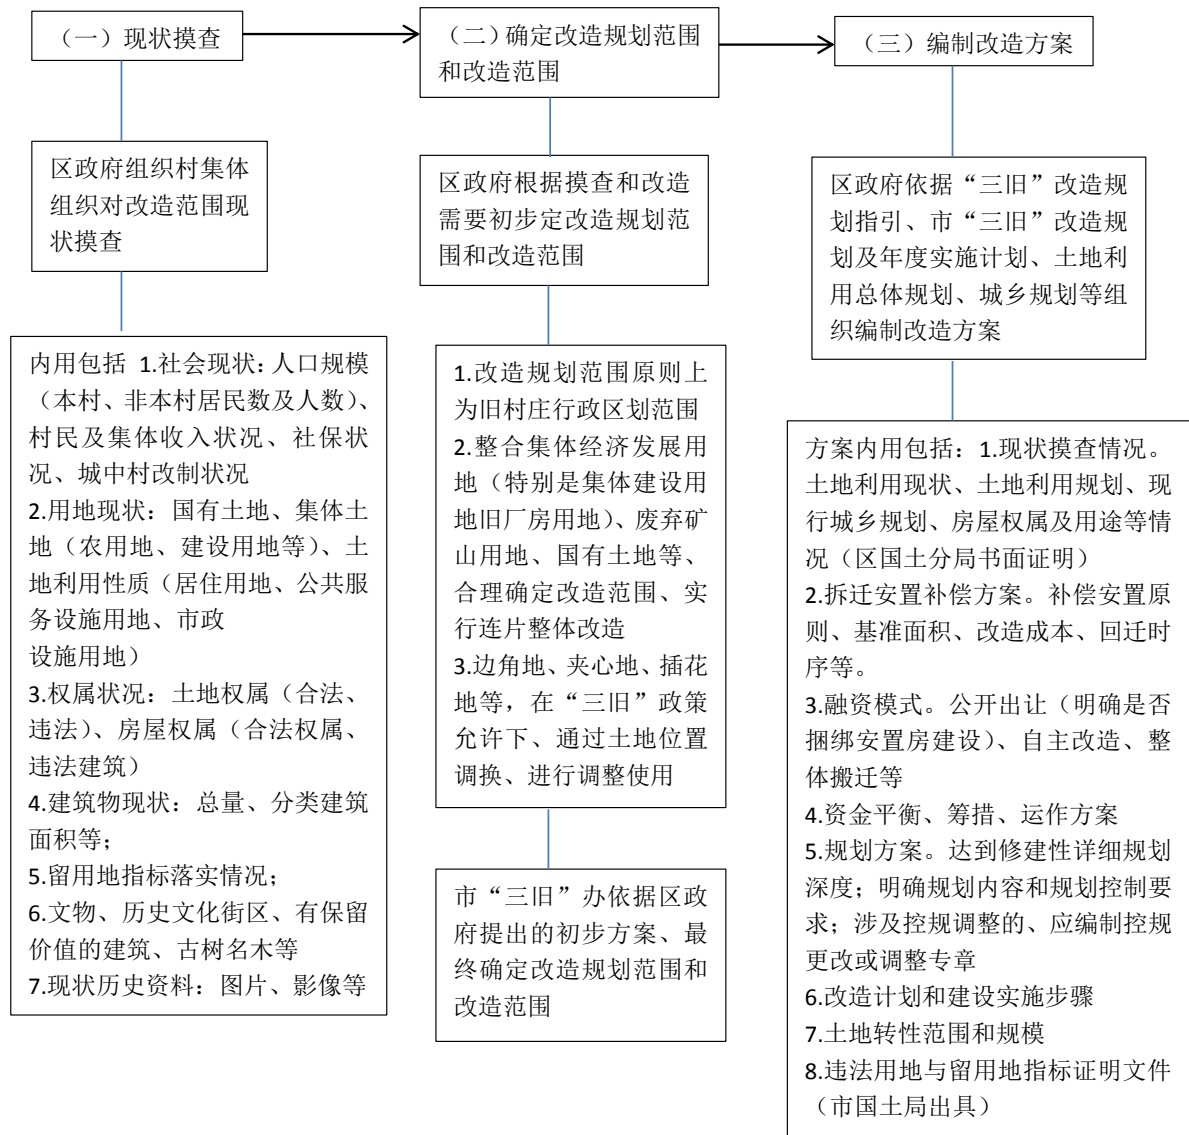 （一）现状摸查
区政府组织村集体
组织对改造范围现
状摸查
内用包括 1.社会现状：人口规模
（本村、非本村居民数及人数）、
村民及集体收入状况、社保状
况、城中村改制状况
2.用地现状：国有土地、集体土
地（农用地、建设用地等）、土
地利用性质（居住用地、公共服
务设施用地、市政
设施用地）
3.权属状况：土地权属（合法、
违法）、房屋权属（合法权属、
违法建筑）
4.建筑物现状：总量、分类建筑
面积等；
5.留用地指标落实情况；
6.文物、历史文化街区、有保留
价值的建筑、古树名木等
7.现状历史资料：图片、影像等
（二）确定改造规划范围
和改造范围
区政府根据摸查和改造
需要初步定改造规划范
围和改造范围
1.改造规划范围原则上
为旧村庄行政区划范围
2.整合集体经济发展用
地（特别是集体建设用
地旧厂房用地）、废弃矿
山用地、国有土地等、
合理确定改造范围、实
行连片整体改造
3.边角地、夹心地、插花
地等，在“三旧”政策
允许下、通过土地位置
调换、进行调整使用
市“三旧”办依据区政
府提出的初步方案、最
终确定改造规划范围和
改造范围
（三）编制改造方案
区政府依据“三旧”改造规
划指引、市“三旧”改造规
划及年度实施计划、土地利
用总体规划、城乡规划等组
织编制改造方案
方案内用包括：1.现状摸查情况。
土地利用现状、土地利用规划、现
行城乡规划、房屋权属及用途等情
况（区国土分局书面证明）
2.拆迁安置补偿方案。补偿安置原
则、基准面积、改造成本、回迁时
序等。
3.融资模式。公开出让（明确是否
捆绑安置房建设）、自主改造、整
体搬迁等
4.资金平衡、筹措、运作方案
5.规划方案。达到修建性详细规划
深度；明确规划内容和规划控制要
求；涉及控规调整的、应编制控规
更改或调整专章
6.改造计划和建设实施步骤
7.土地转性范围和规模
8.违法用地与留用地指标证明文件
（市国土局出具）